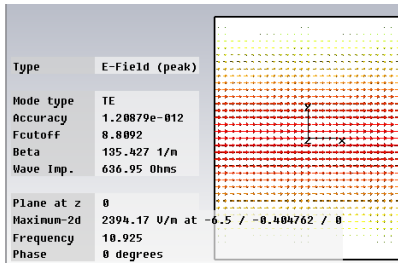 Type E-Field (peak)
Mode type TE
Accuracy 1.20879e-012
Fcutoff 8.8092
Beta 135.427 1/m
Wave Imp. 636.95 Ohms
Plane at z 0
Maximum-2d 2394.17 V/m at -6.5 / -0.404762 / 0
Frequency 10.925
Phase 0 degrees
y
z x